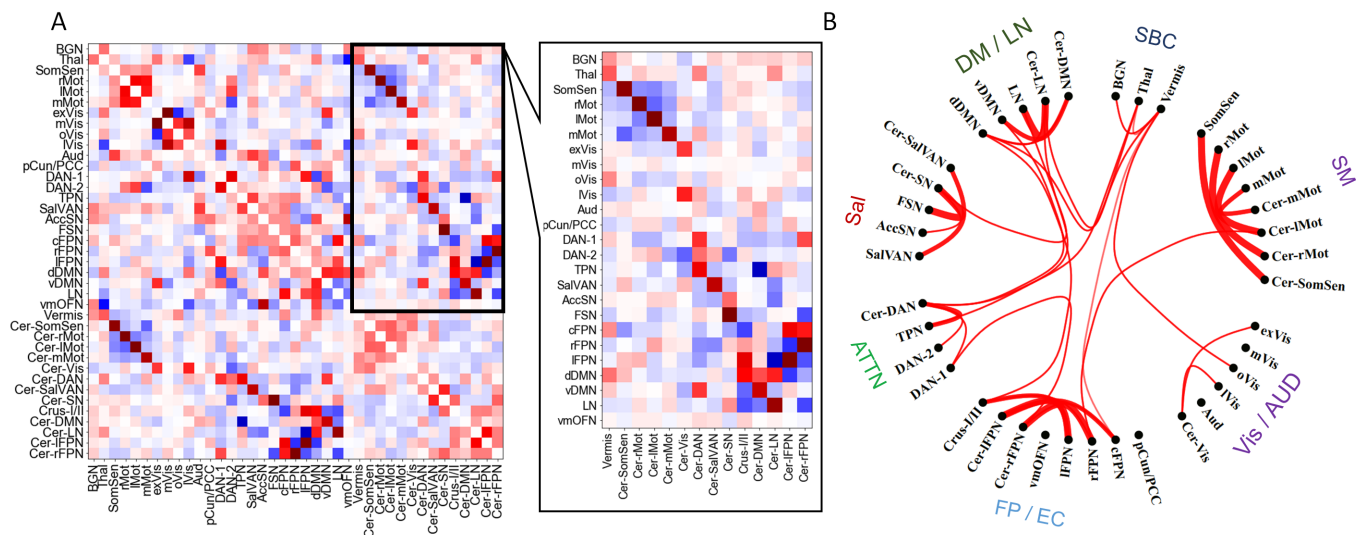 A
B
BGN
Thal
SomSen
rMot
lMot
mMot
exVis
mVis
oVis
lVis
Aud
pCun/PCC
DAN-1
DAN-2
TPN
SalVAN
AccSN
FSN
cFPN
rFPN
lFPN
dDMN
vDMN
LN
vmOFN
Vermis
Cer-SomSen
Cer-rMot
Cer-lMot
Cer-mMot
Cer-Vis
Cer-DAN
Cer-SalVAN
Cer-SN
Crus-I/II
Cer-DMN
Cer-LN
Cer-lFPN
Cer-rFPN
BGN
Thal
SomSen
rMot
lMot
mMot
exVis
mVis
oVis
lVis
Aud
pCun/PCC
DAN-1
DAN-2
TPN
SalVAN
AccSN
FSN
cFPN
rFPN
lFPN
dDMN
vDMN
LN
vmOFN
Vermis
Cer-SomSen
Cer-rMot
Cer-lMot
Cer-mMot
Cer-Vis
Cer-DAN
Cer-SalVAN
Cer-SN
Crus-I/II
Cer-DMN
Cer-LN
Cer-lFPN
Cer-rFPN
BGN
Thal
SomSen
rMot
lMot
mMot
exVis
mVis
oVis
lVis
Aud
pCun/PCC
DAN-1
DAN-2
TPN
SalVAN
AccSN
FSN
cFPN
rFPN
lFPN
dDMN
vDMN
LN
vmOFN
Vermis
Cer-SomSen
Cer-rMot
Cer-lMot
Cer-mMot
Cer-Vis
Cer-DAN
Cer-SalVAN
Cer-SN
Crus-I/II
Cer-DMN
Cer-LN
Cer-lFPN
Cer-rFPN
DM / LN
dDMN
vDMN
LN
Cer-LN
Cer-DMN
SBC
BGN
Thal
Vermis
SM
SomSen
rMot
lMot
mMot
Cer-mMot
Cer-lMot
Cer-rMot
Cer-SomSen
Vis / AUD
exVis
mVis
oVis
lVis
Aud
Cer-Vis
FP / EC
pCun/PCC
cFPN
rFPN
lFPN
vmOFN
Cer-rFPN
Cer-lFPN
Crus-I/II
ATTN
DAN-1
DAN-2
TPN
Cer-DAN
Sal
SalVAN
AccSN
FSN
Cer-SN
Cer-SalVAN